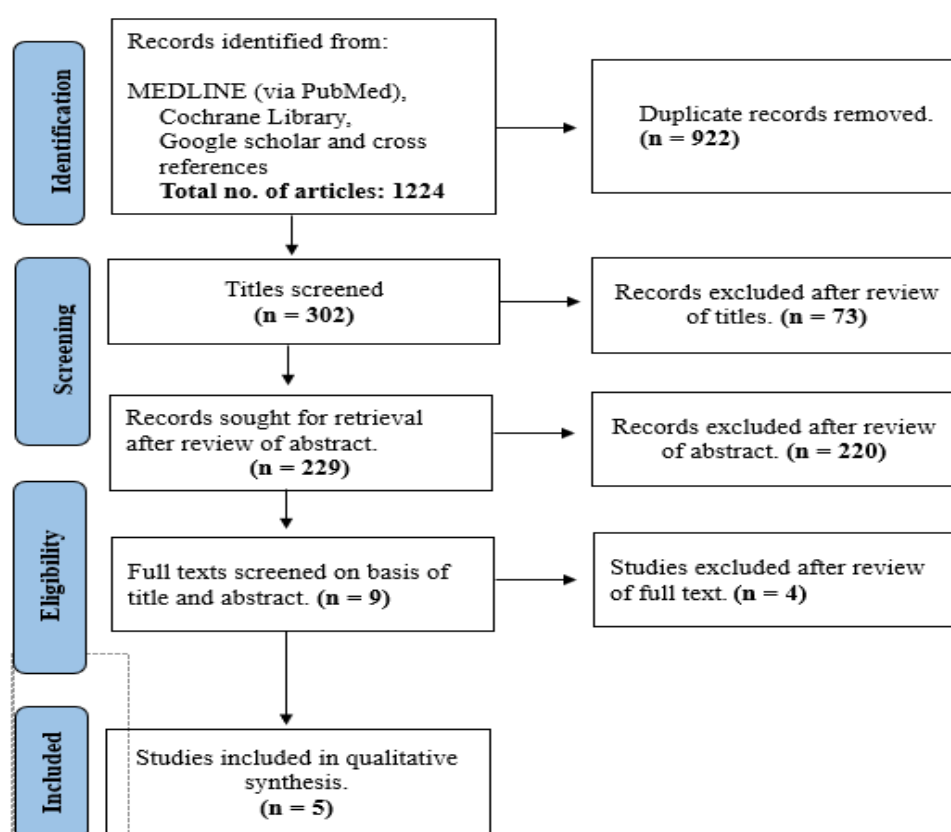 Identification
Records identified from:
MEDLINE (via PubMed),
Cochrane Library,
Google scholar and cross
references
Total no. of articles: 1224
Duplicate records removed.
(n = 922)
Screening
Titles screened
(n = 302)
Records excluded after review
of titles. (n = 73)
Records sought for retrieval
after review of abstract.
(n = 229)
Records excluded after review
of abstract. (n = 220)
Eligibility
Full texts screened on basis of
title and abstract. (n = 9)
Studies excluded after review
of full text. (n = 4)
Included
Studies included in qualitative
synthesis.
(n = 5)